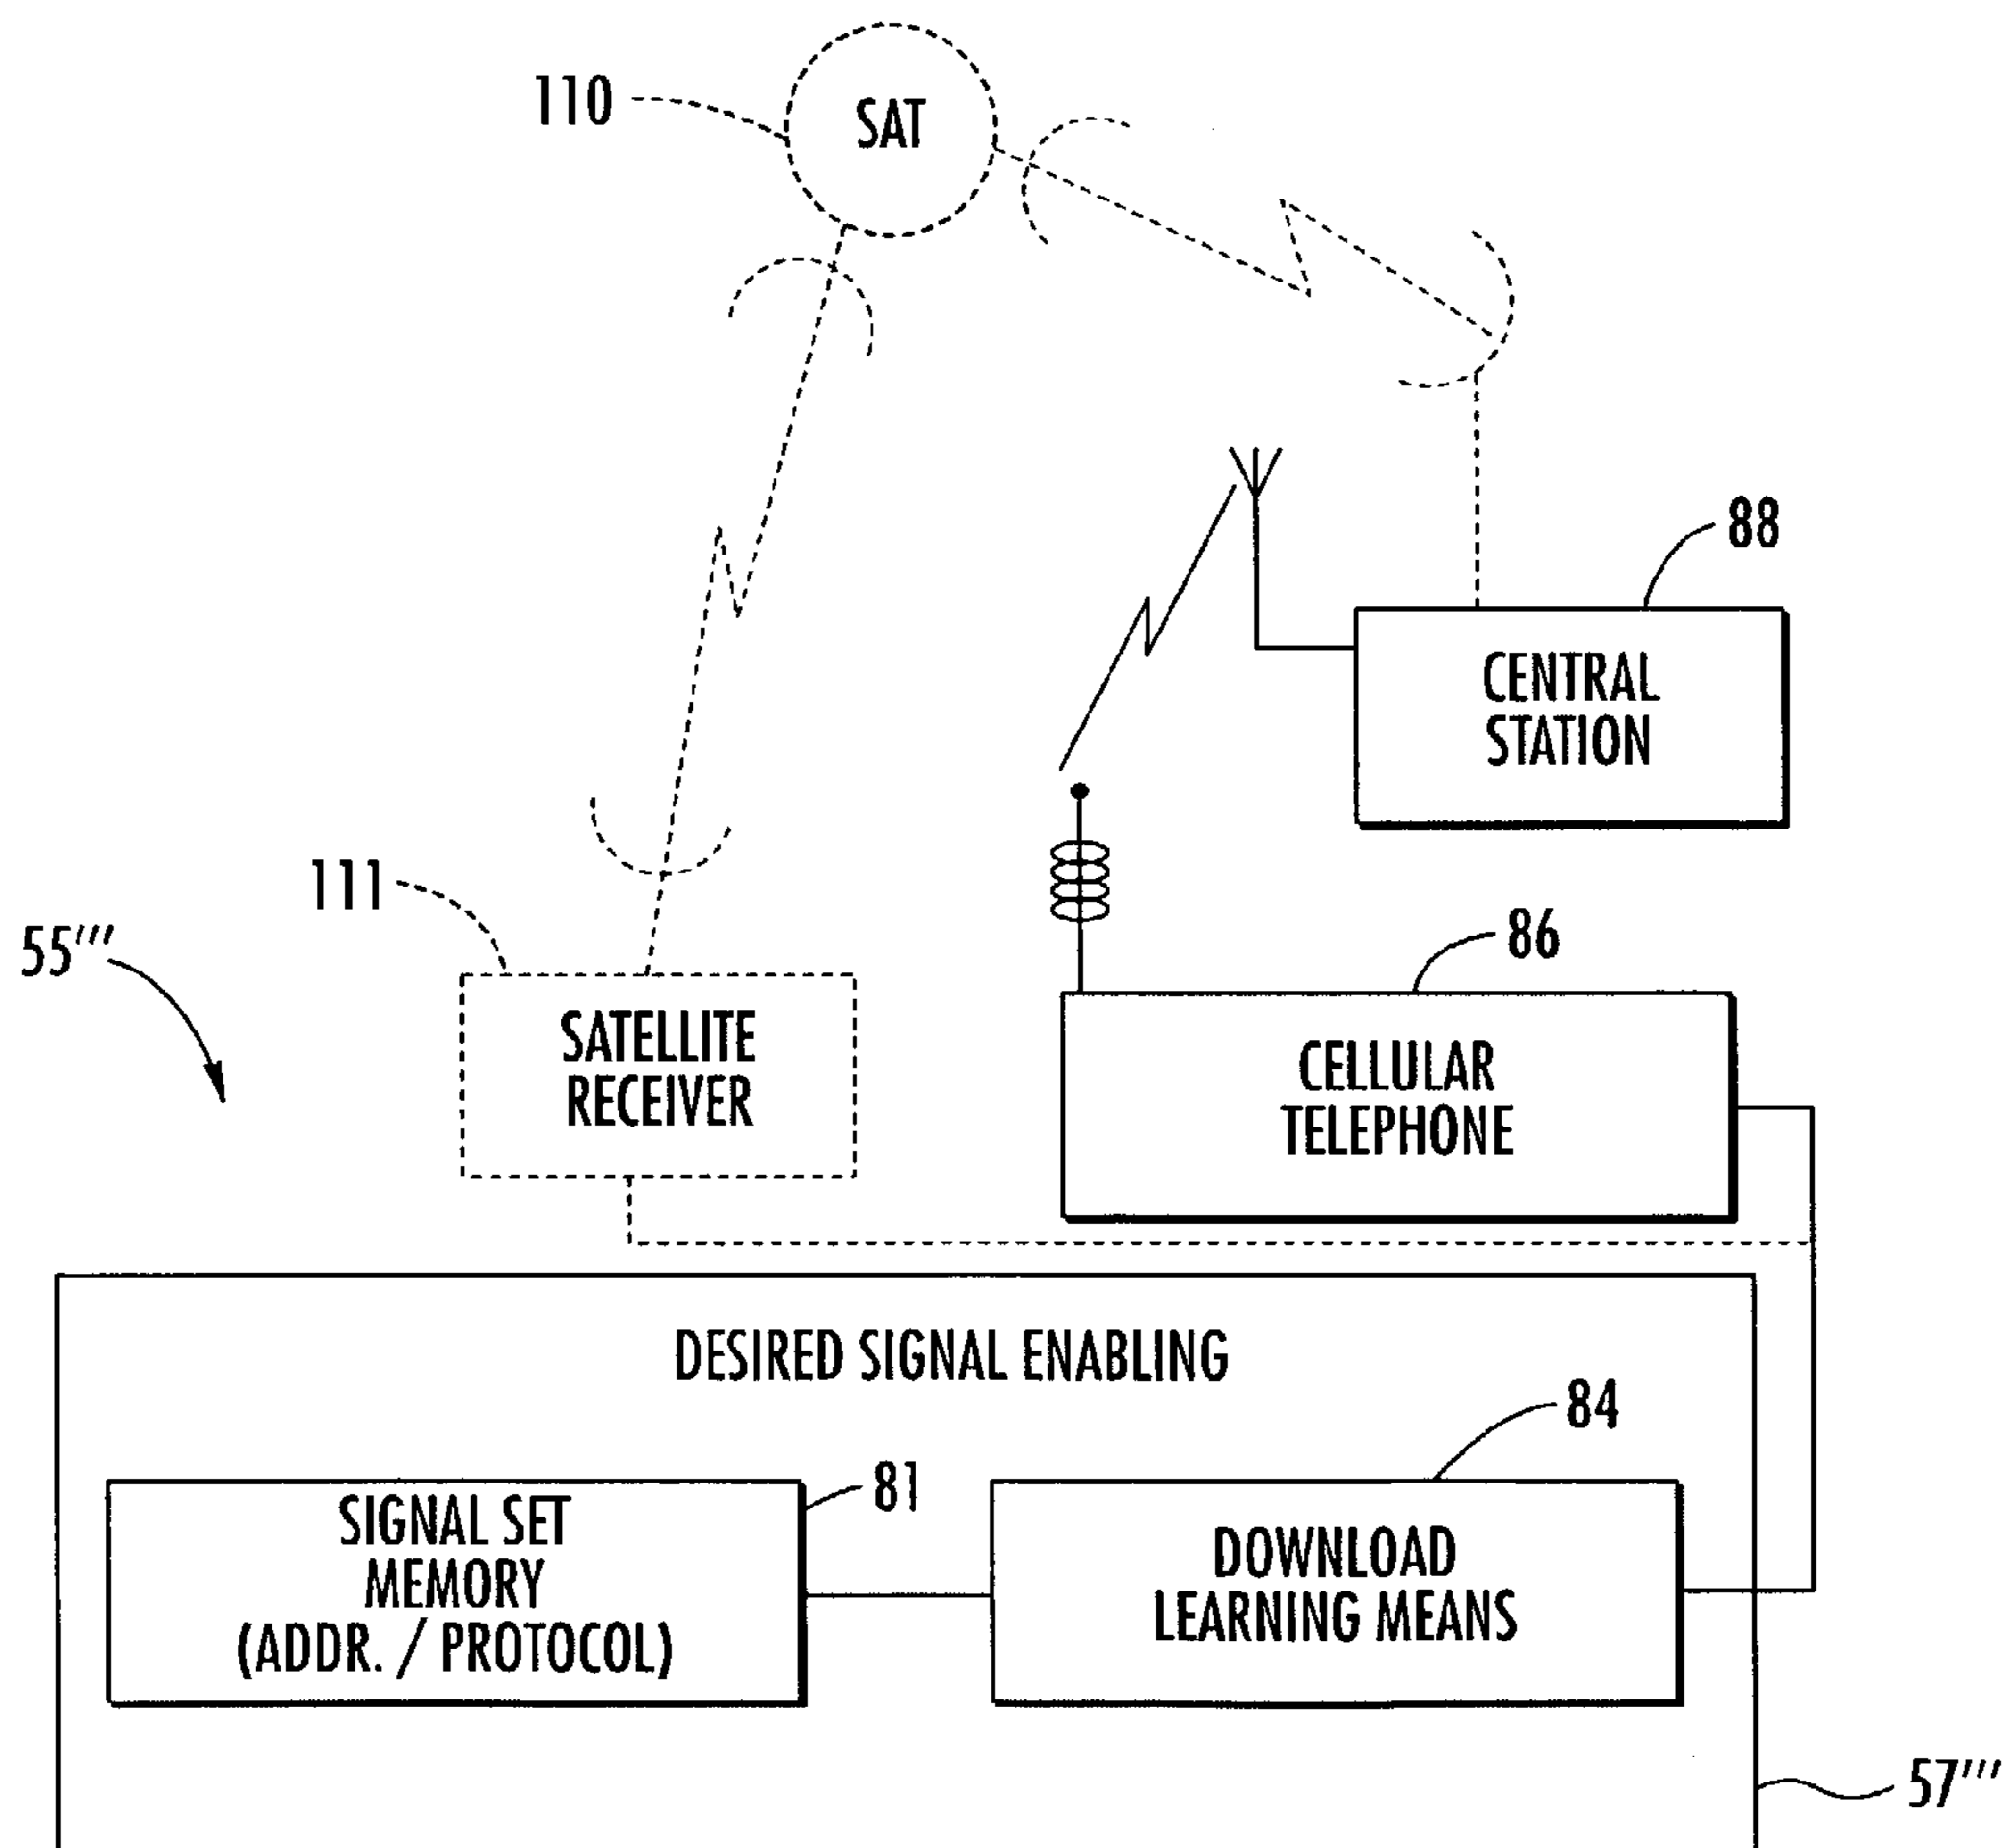 110
SAT
88
CENTRAL
STATION
111
55'''
86
SATELLITE
RECEIVER
CELLULAR
TELEPHONE
DESIRED SIGNAL ENABLING
84
81
SIGNAL SET
MEMORY
(ADDR. / PROTOCOL)
DOWNLOAD
LEARNING MEANS
57'''